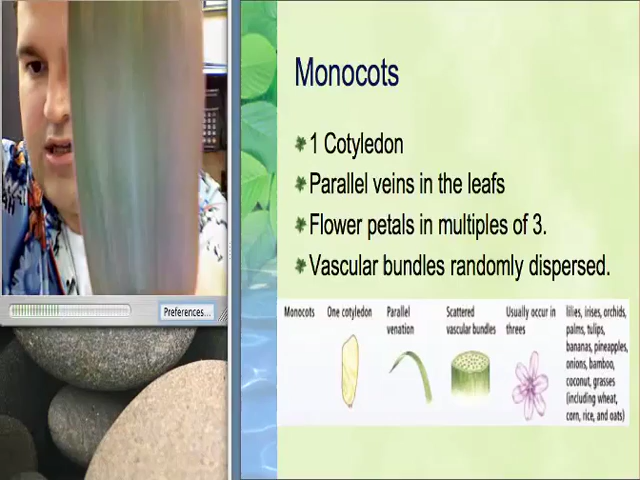 Monocots
1 Cotyledon
Parallel veins in the leafs
Flower petals in multiples of 3.
Vascular bundles randomly dispersed.
Monocots
One cotyledon
Parallel
venation
Scattered
vascular bundles
Usually occur in
threes
lilies, irises, orchids,
palms, tulips,
bananas, pineapples,
onions, bamboo,
coconut, grasses
(including wheat,
corn, rice, and oats)
Preferences...